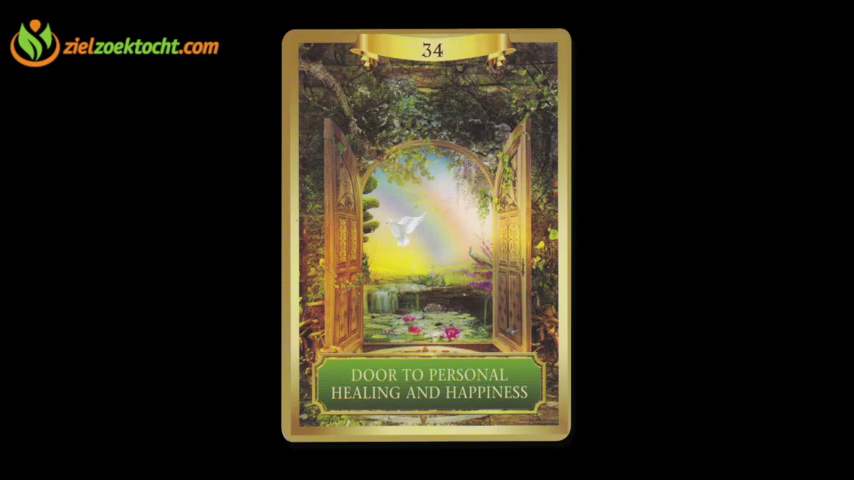 zielzoektocht.com
34
DOOR TO PERSONAL
HEALING AND HAPPINESS